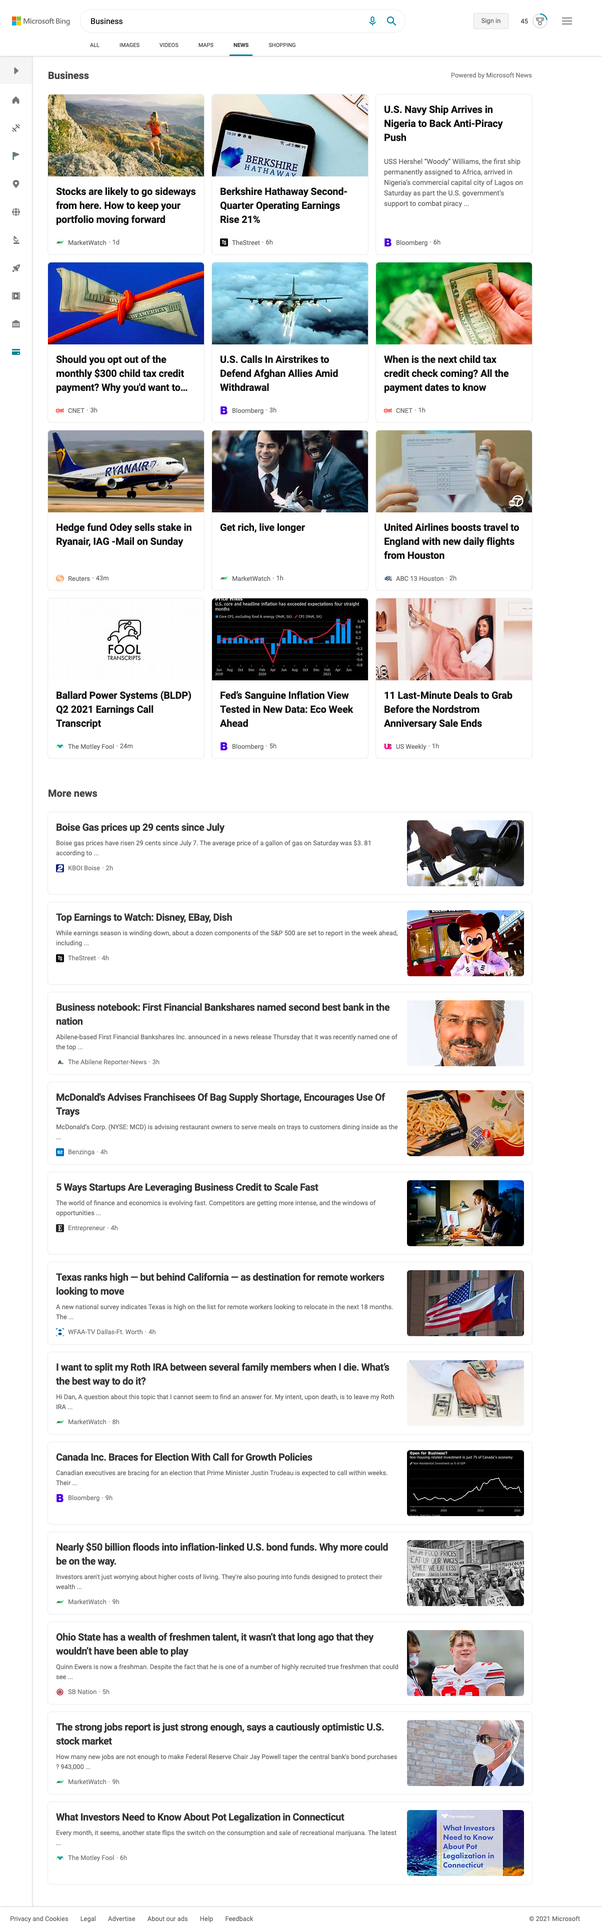 Microsoft Bing
Business
Sign in
45
ALL
IMAGES
VIDEOS
MAPS
NEWS
SHOPPING
Business
Powered by Microsoft News
BERKSHIRE
HATHAWAY
Stocks are likely to go sideways
from here. How to keep your
portfolio moving forward
MarketWatch · 1d
Berkshire Hathaway Second-
Quarter Operating Earnings
Rise 21%
TheStreet · 6h
U.S. Navy Ship Arrives in
Nigeria to Back Anti-Piracy
Push
USS Hershel “Woody” Williams, the first ship
permanently assigned to Africa, arrived in
Nigeria's commercial capital city of Lagos on
Saturday as part the U.S. government's
support to combat piracy ...
Bloomberg · 6h
Should you opt out of the
monthly $300 child tax credit
payment? Why you'd want to...
CNET · 3h
U.S. Calls In Airstrikes to
Defend Afghan Allies Amid
Withdrawal
Bloomberg · 3h
When is the next child tax
credit check coming? All the
payment dates to know
CNET · 1h
RYANAIR
Hedge fund Odey sells stake in
Ryanair, IAG -Mail on Sunday
Reuters · 43m
Get rich, live longer
MarketWatch · 1h
United Airlines boosts travel to
England with new daily flights
from Houston
ABC 13 Houston · 2h
FOOL
TRANSCRIPTS
Ballard Power Systems (BLDP)
Q2 2021 Earnings Call
Transcript
The Motley Fool · 24m
U.S. core and headline inflation has exceeded expectations four straight
months
Fed's Sanguine Inflation View
Tested in New Data: Eco Week
Ahead
Bloomberg · 5h
11 Last-Minute Deals to Grab
Before the Nordstrom
Anniversary Sale Ends
US Weekly · 1h
More news
Boise Gas prices up 29 cents since July
Boise gas prices have risen 29 cents since July 7. The average price of a gallon of gas on Saturday was $3. 81
according to ...
KBOI Boise · 2h
Top Earnings to Watch: Disney, EBay, Dish
While earnings season is winding down, about a dozen components of the S&P 500 are set to report in the week ahead,
including ...
TheStreet · 4h
Business notebook: First Financial Bankshares named second best bank in the
nation
Abilene-based First Financial Bankshares Inc. announced in a news release Thursday that it was recently named one of
the top ...
The Abilene Reporter-News · 3h
McDonald's Advises Franchisees Of Bag Supply Shortage, Encourages Use Of
Trays
McDonald's Corp. (NYSE: MCD) is advising restaurant owners to serve meals on trays to customers dining inside as the
...
Benzinga · 4h
5 Ways Startups Are Leveraging Business Credit to Scale Fast
The world of finance and economics is evolving fast. Competitors are getting more intense, and the windows of
opportunities ...
Entrepreneur · 4h
Texas ranks high — but behind California — as destination for remote workers
looking to move
A new national survey indicates Texas is high on the list for remote workers looking to relocate in the next 18 months.
The ...
WFAA-TV Dallas-Ft. Worth · 4h
I want to split my Roth IRA between several family members when I die. What's
the best way to do it?
Hi Dan, A question about this topic that I cannot seem to find an answer for. My intent, upon death, is to leave my Roth
IRA ...
MarketWatch · 8h
Canada Inc. Braces for Election With Call for Growth Policies
Canadian executives are bracing for an election that Prime Minister Justin Trudeau is expected to call within weeks.
Their ...
Bloomberg · 9h
Open for Business?
Nearly $50 billion floods into inflation-linked U.S. bond funds. Why more could
be on the way.
Investors aren't just worrying about higher costs of living. They're also pouring into funds designed to protect their
wealth ...
MarketWatch · 9h
HIGH FOOD PRICES
EAT UP OUR WAGES
WHILE WE EAT LESS
Ohio State has a wealth of freshmen talent, it wasn't that long ago that they
wouldn't have been able to play
Quinn Ewers is now a freshman. Despite the fact that he is one of a number of highly recruited true freshmen that could
see ...
SB Nation · 5h
The strong jobs report is just strong enough, says a cautiously optimistic U.S.
stock market
How many new jobs are not enough to make Federal Reserve Chair Jay Powell taper the central bank's bond purchases
? 943,000 ...
MarketWatch · 9h
What Investors Need to Know About Pot Legalization in Connecticut
Every month, it seems, another state flips the switch on the consumption and sale of recreational marijuana. The latest
...
The Motley Fool · 6h
What Investors
Need to Know
About Pot
Legalization in
Connecticut
Privacy and Cookies
Legal
Advertise
About our ads
Help
Feedback
© 2021 Microsoft